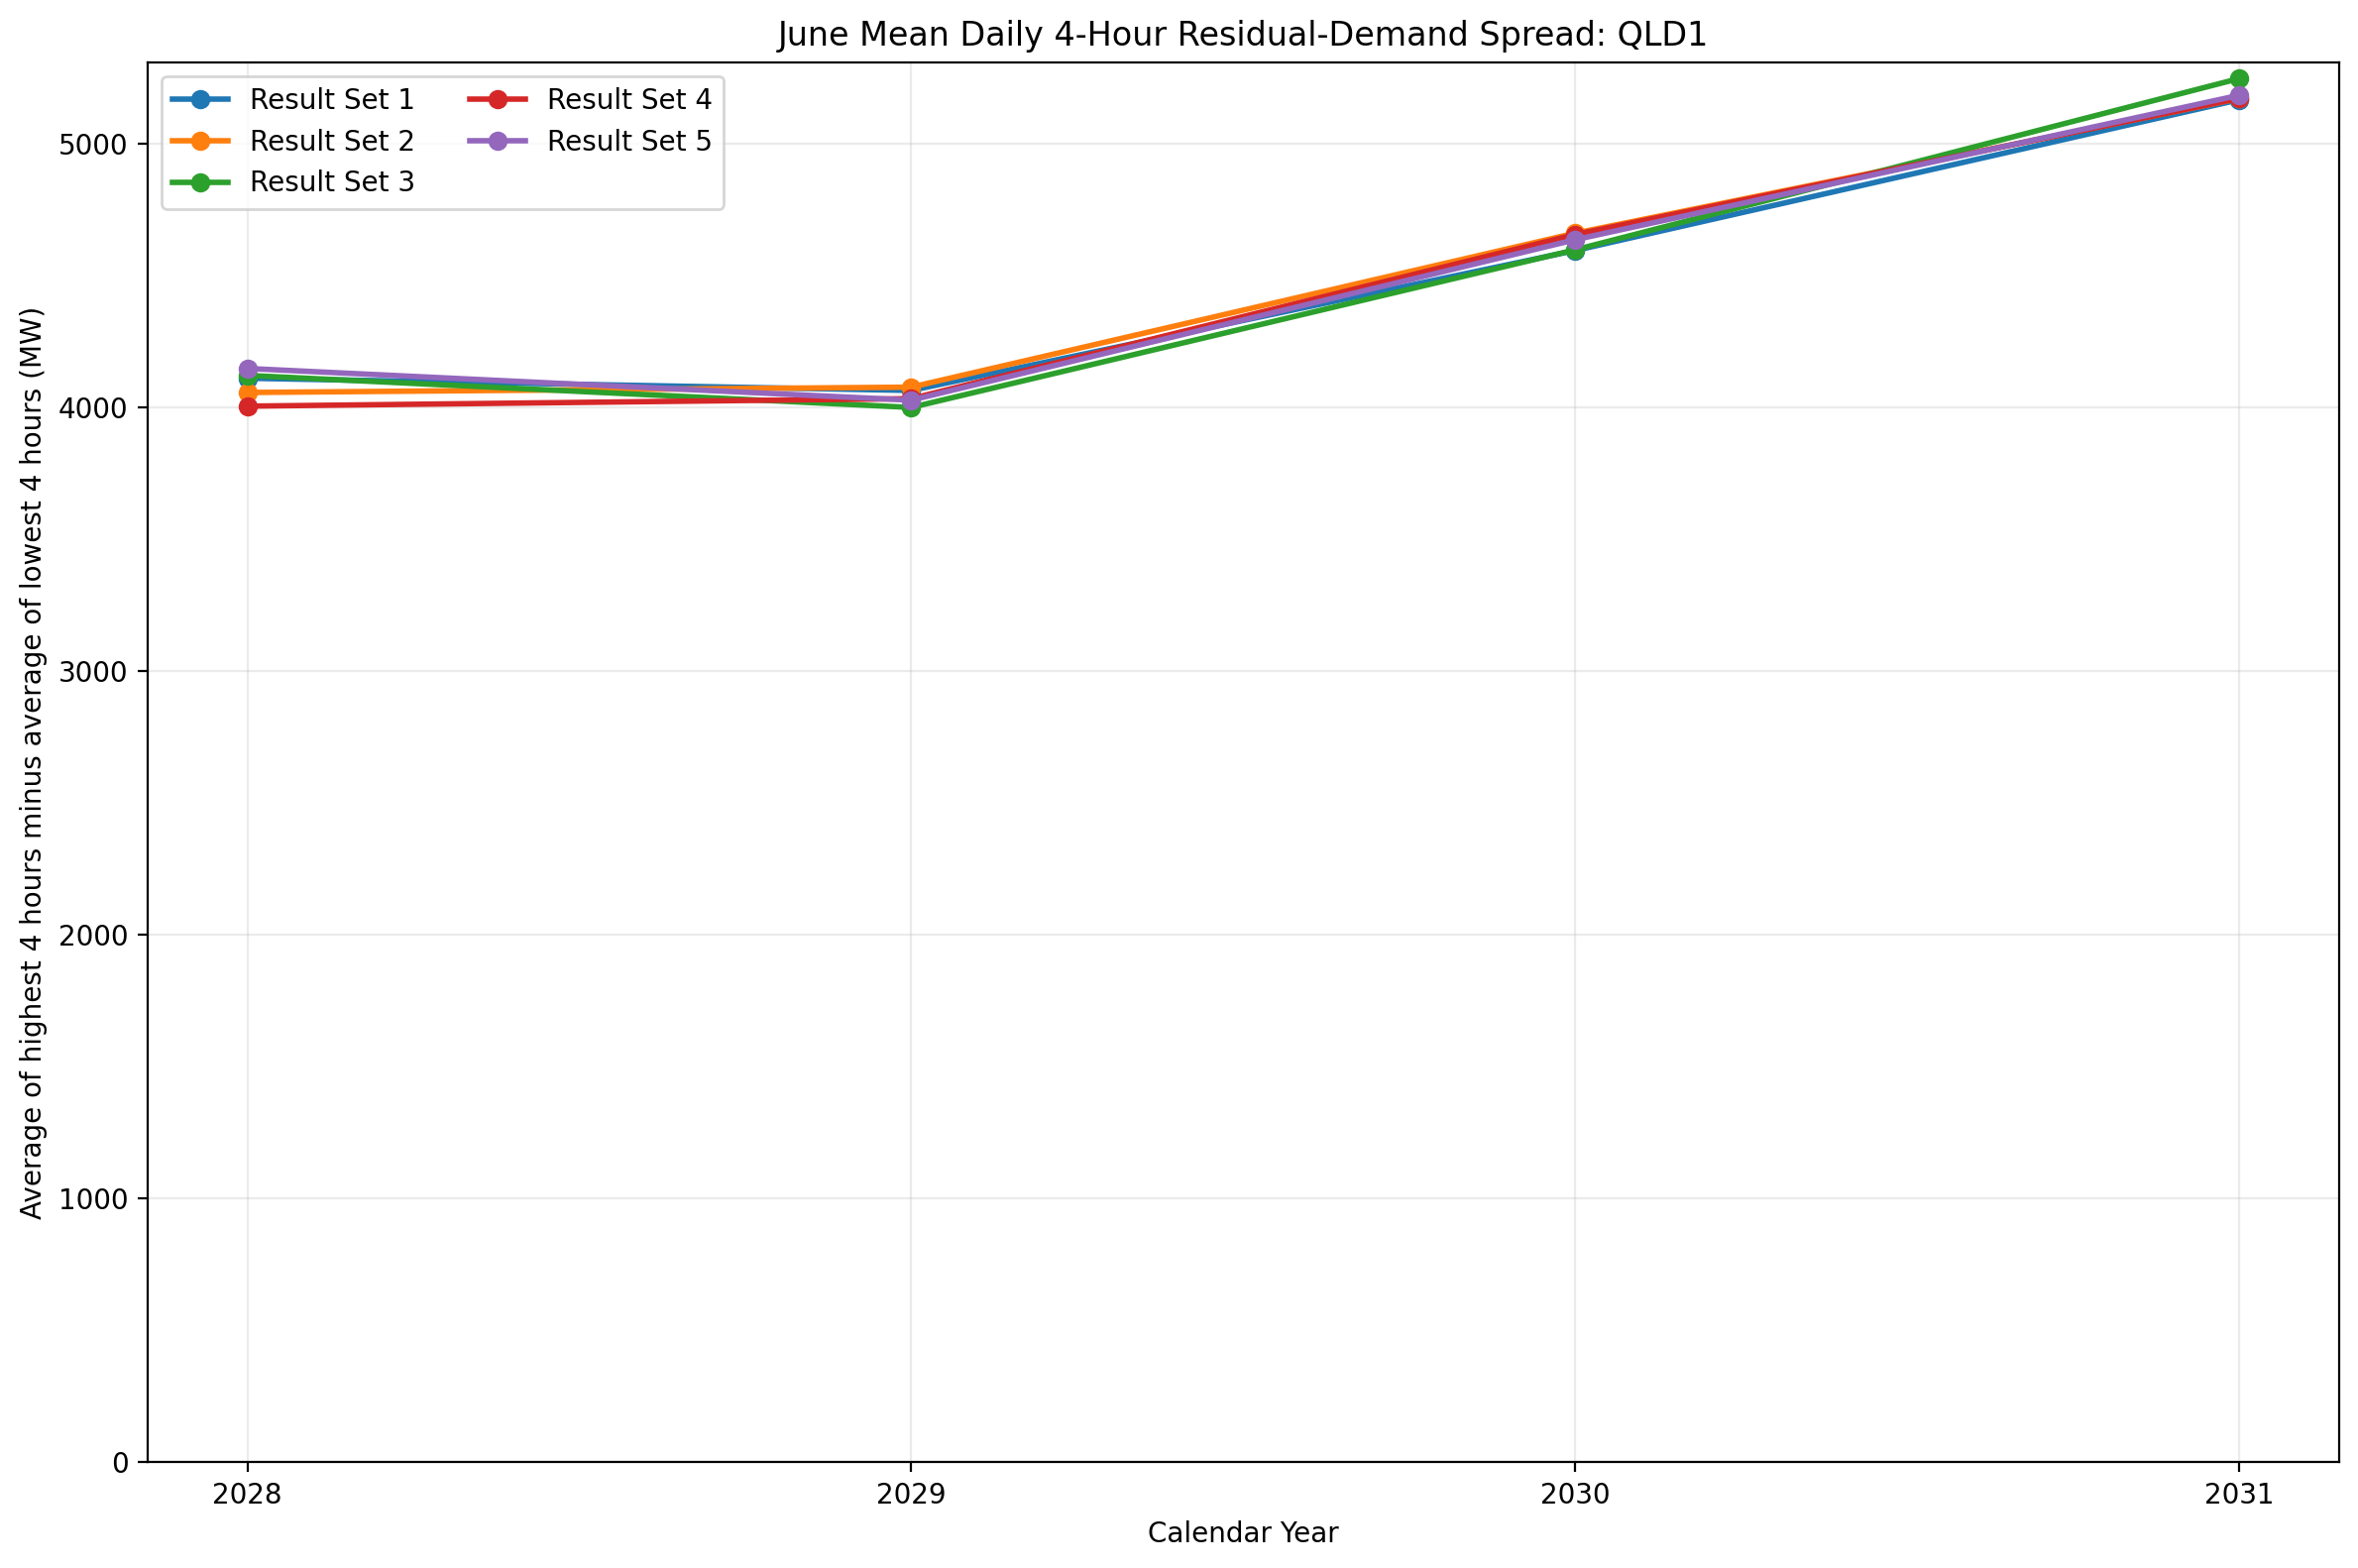 June Mean Daily 4-Hour Residual-Demand Spread: QLD1
Result Set 1
Result Set 2
Result Set 3
Result Set 4
Result Set 5
Average of highest 4 hours minus average of lowest 4 hours (MW)
5000
4000
3000
2000
1000
0
2028
2029
2030
2031
Calendar Year